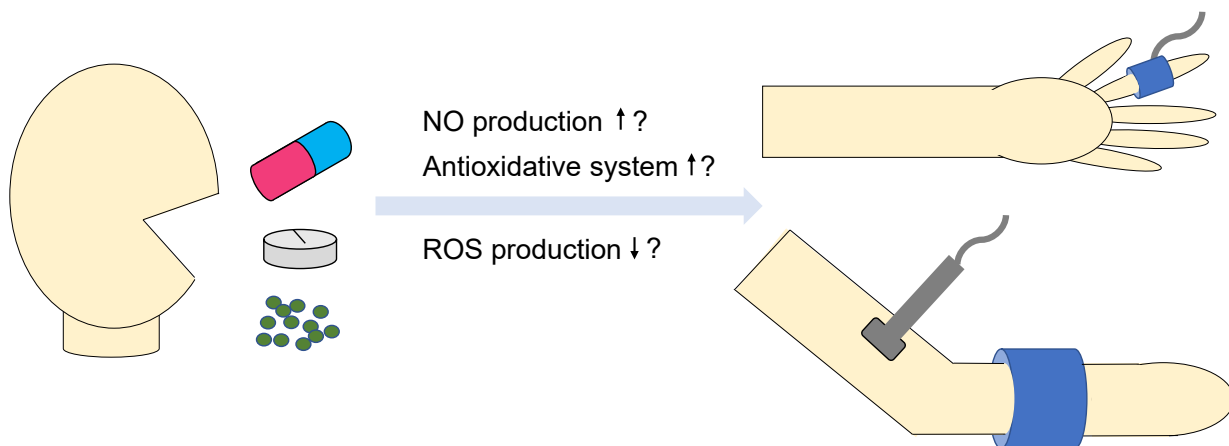 NO production ↑?
Antioxidative system ↑?
ROS production ↓?